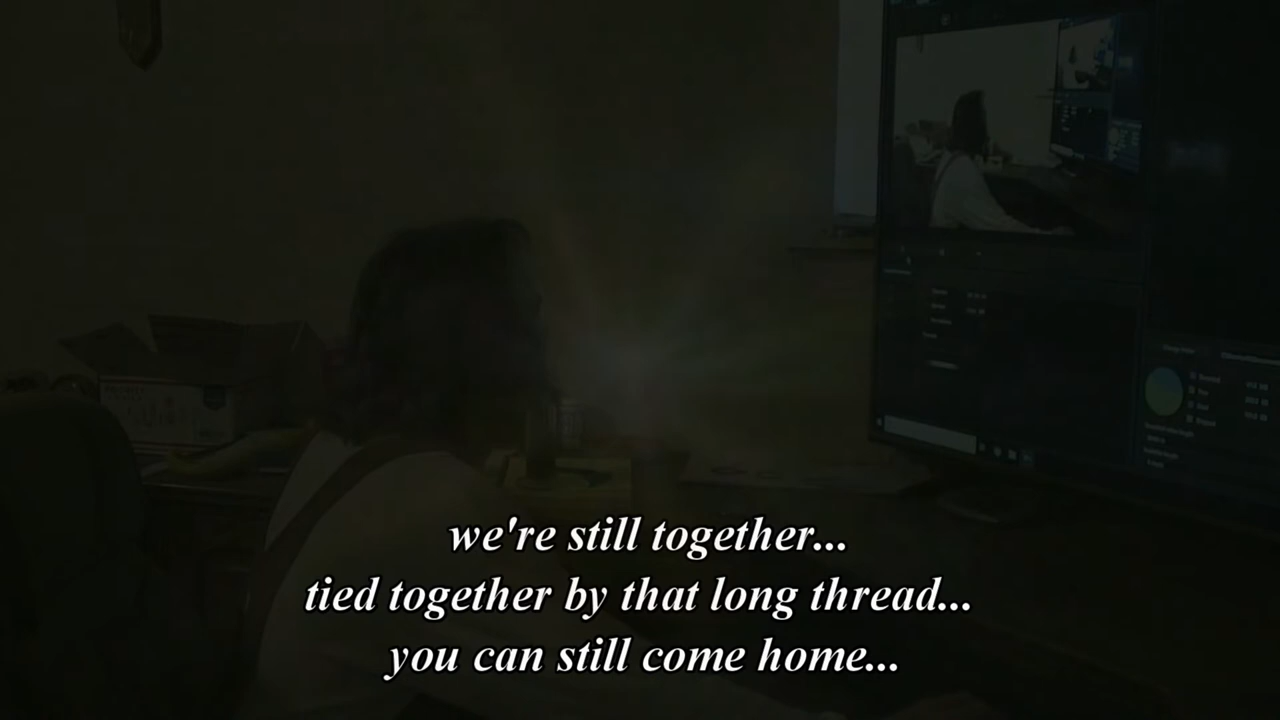 we're still together...
tied together by that long thread...
you can still come home...